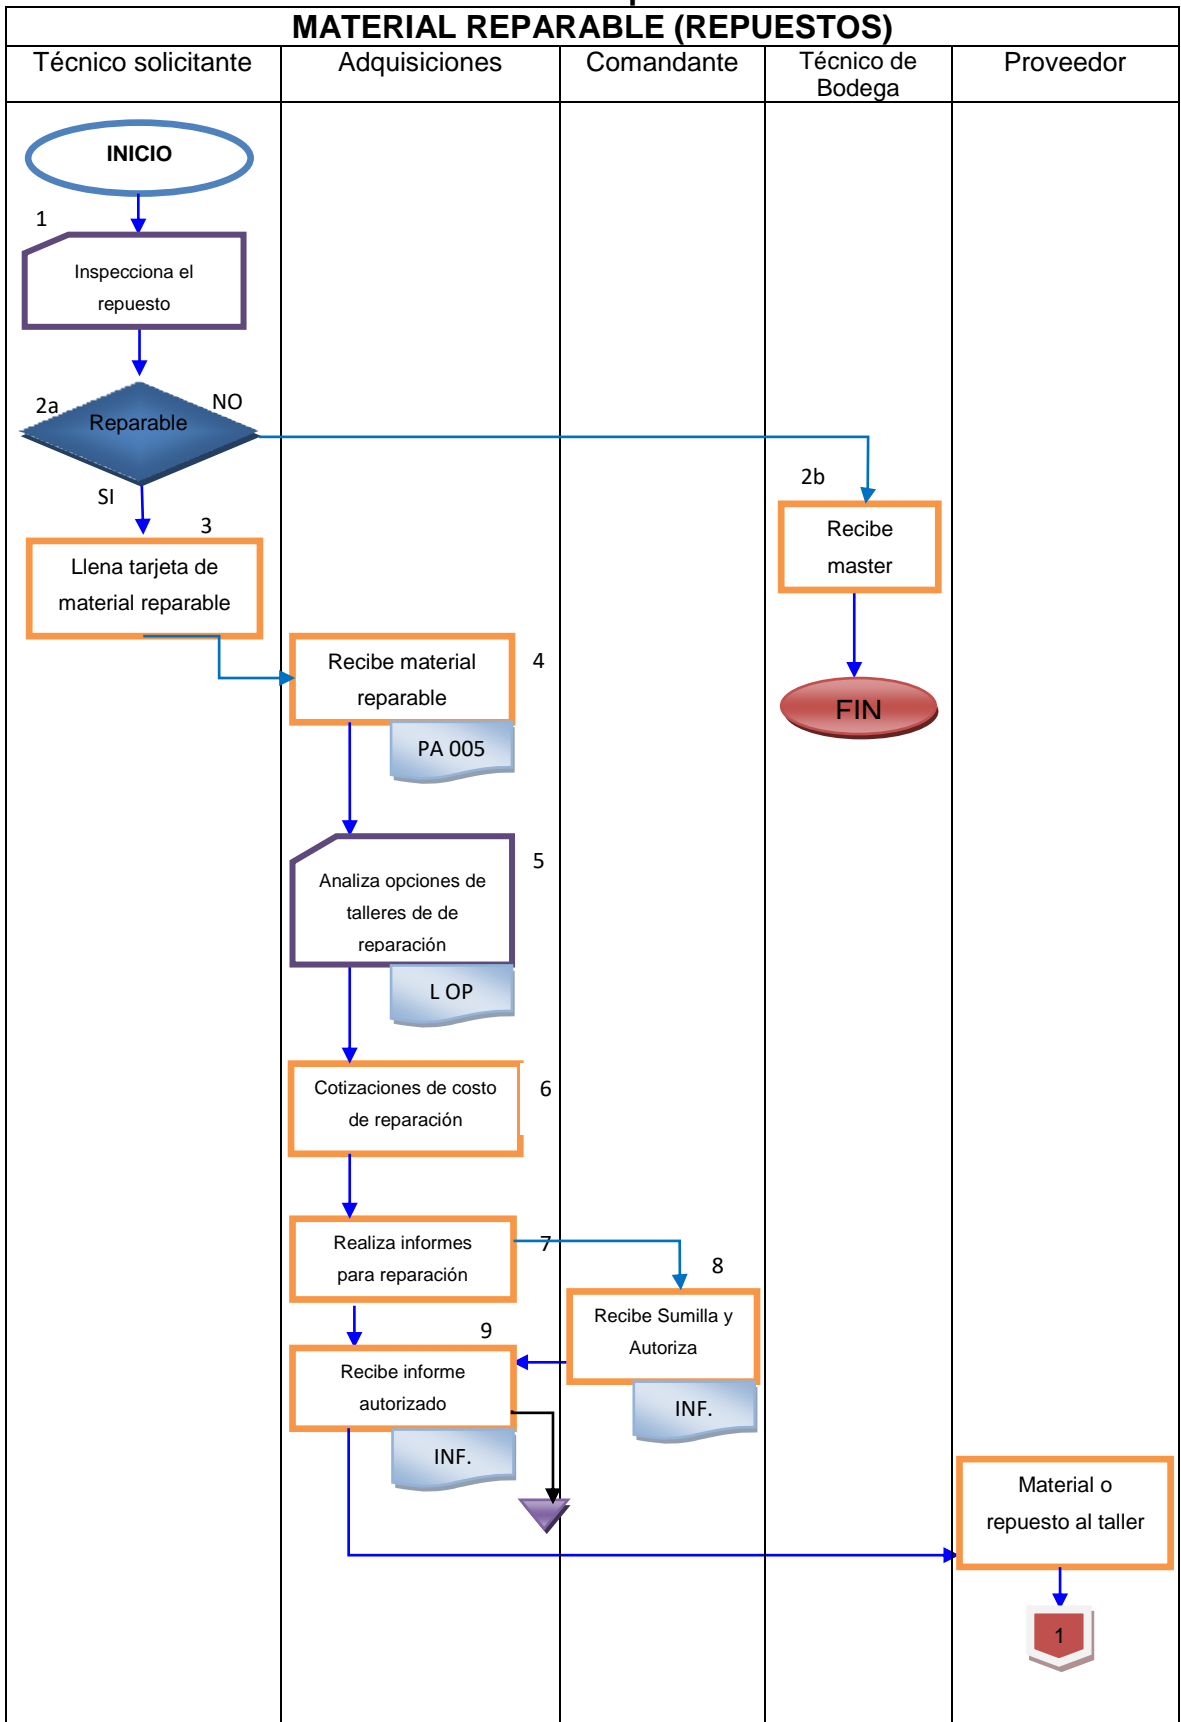 MATERIAL REPARABLE (REPUESTOS)
Técnico solicitante
Adquisiciones
Comandante
Técnico de
Bodega
Proveedor
INICIO
1
Inspecciona el
repuesto
2a
Reparable
NO
SI
2b
Recibe
master
3
Llena tarjeta de
material reparable
Recibe material
reparable
4
PA 005
FIN
Analiza opciones de
talleres de de
reparación
5
L OP
Cotizaciones de costo
de reparación
6
Realiza informes
para reparación
7
8
Recibe Sumilla y
Autoriza
INF.
9
Recibe informe
autorizado
INF.
Material o
repuesto al taller
1